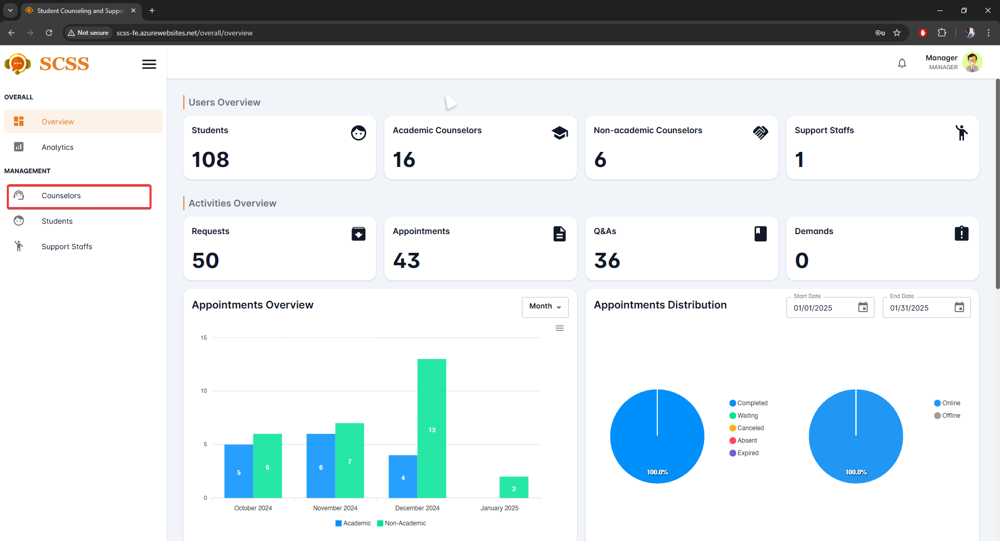 Student Counseling and Suppo
Not secure
scss-fe.azurewebsites.net/overall/overview
SCSS
Manager
MANAGER
OVERALL
Overview
Analytics
MANAGEMENT
Counselors
Students
Support Staffs
Users Overview
Students
108
Academic Counselors
16
Non-academic Counselors
6
Support Staffs
1
Activities Overview
Requests
50
Appointments
43
Q&As
36
Demands
0
Appointments Overview
Month
15
10
5
0
5
6
6
7
4
13
2
October 2024
November 2024
December 2024
January 2025
Academic
Non-Academic
Appointments Distribution
Start Date
01/01/2025
End Date
01/31/2025
100.0%
Completed
Waiting
Canceled
Absent
Expired
100.0%
Online
Offline